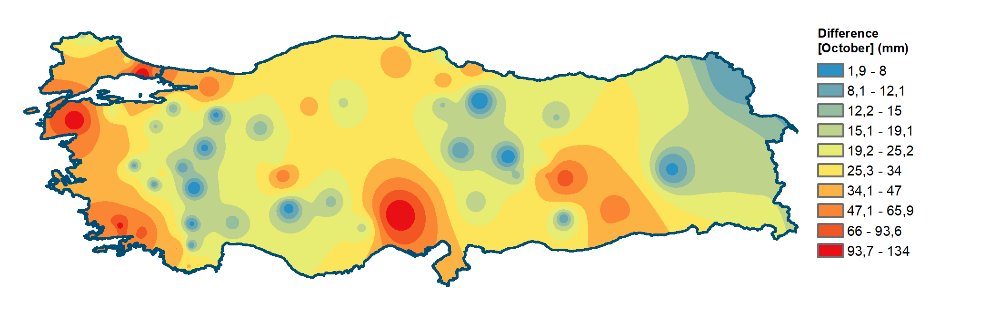 Difference
[October] (mm)
1,9 - 8
8,1 - 12,1
12,2 - 15
15,1 - 19,1
19,2 - 25,2
25,3 - 34
34,1 - 47
47,1 - 65,9
66 - 93,6
93,7 - 134